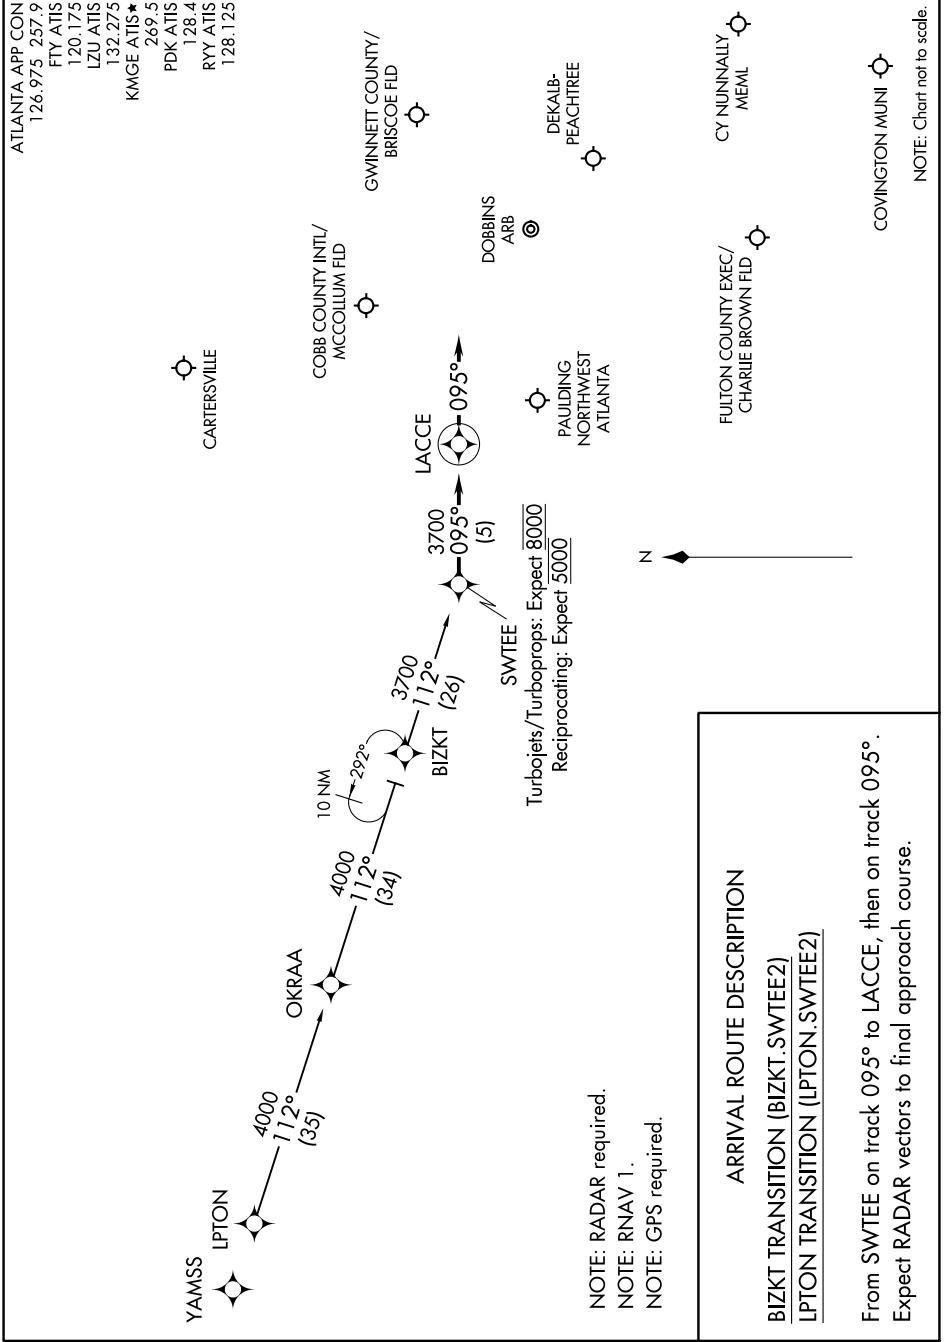 ATLANTA APP CON
126.975 257.9
FTY ATIS
120.175
LZU ATIS
132.275
KMGE ATIS★
269.5
PDK ATIS
128.4
RYY ATIS
128.125
YAMSS
LPTON
4000
112°
(35)
OKRAA
4000
112°
(34)
10 NM
292°
BIZKT
3700
112°
(26)
SWTEE
Turbojets/Turboprops: Expect 8000
Reciprocating: Expect 5000
3700
095°
(5)
LACCE
095°
CARTERSVILLE
COBB COUNTY INTL/
MCCOLLUM FLD
GWINNETT COUNTY/
BRISCOE FLD
DOBBINS
ARB
DEKALB-
PEACHTREE
PAULDING
NORTHWEST
ATLANTA
FULTON COUNTY EXEC/
CHARLIE BROWN FLD
CY NUNNALLY
MEML
COVINGTON MUNI
N
NOTE: RADAR required.
NOTE: RNAV 1.
NOTE: GPS required.
ARRIVAL ROUTE DESCRIPTION
BIZKT TRANSITION (BIZKT.SWTEE2)
LPTON TRANSITION (LPTON.SWTEE2)
From SWTEE on track 095° to LACCE, then on track 095°.
Expect RADAR vectors to final approach course.
NOTE: Chart not to scale.